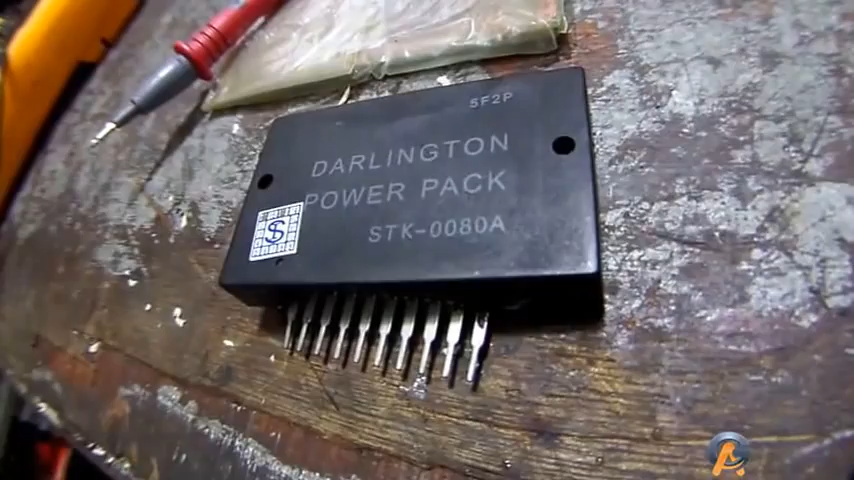 5F2P
DARLINGTON
POWER PACK
STK-0080A
S